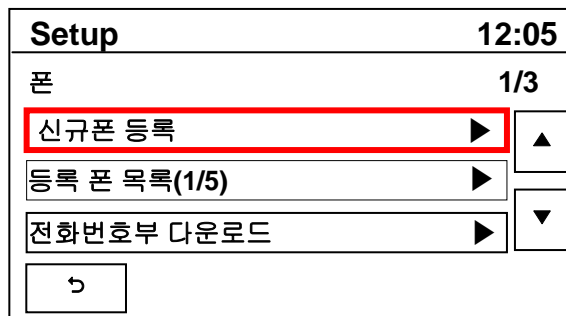 Setup 12:05
폰 1/3
신규폰 등록 ▶
▲
등록 폰 목록(1/5) ▶
전화번호부 다운로드 ▶
▼
⮌